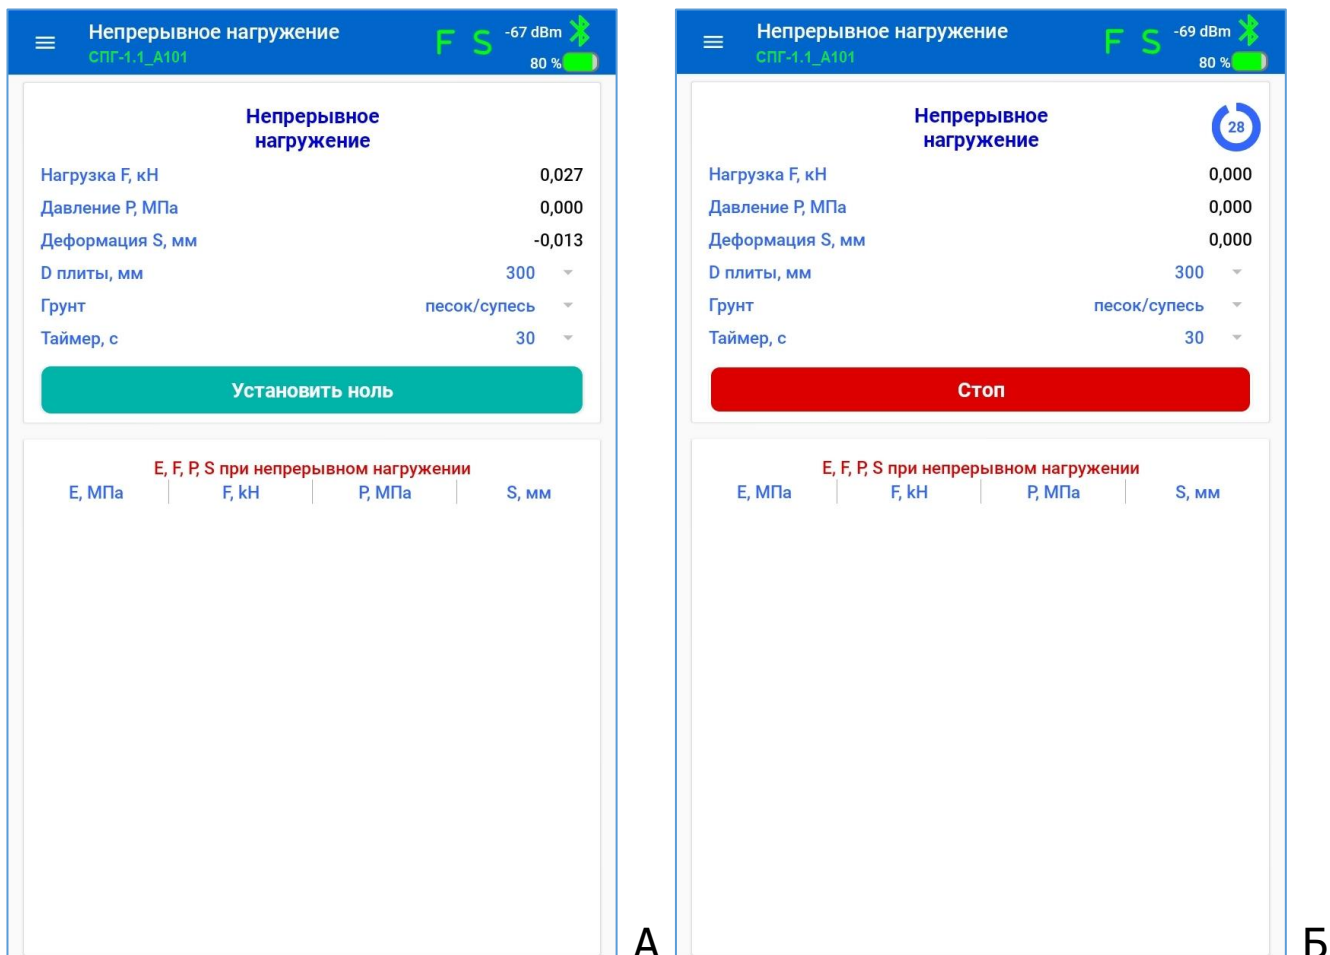 Непрерывное нагружение
СПГ-1.1_А101
F S
-67 dBm
80 %
Непрерывное
нагружение
Нагрузка F, кН 0,027
Давление P, МПа 0,000
Деформация S, мм -0,013
D плиты, мм 300
Грунт песок/супесь
Таймер, с 30
Установить ноль
E, F, P, S при непрерывном нагружении
E, МПа F, kH P, МПа S, мм
А
Непрерывное нагружение
СПГ-1.1_А101
F S
-69 dBm
80 %
Непрерывное
нагружение
28
Нагрузка F, кН 0,000
Давление P, МПа 0,000
Деформация S, мм 0,000
D плиты, мм 300
Грунт песок/супесь
Таймер, с 30
Стоп
E, F, P, S при непрерывном нагружении
E, МПа F, kH P, МПа S, мм
Б